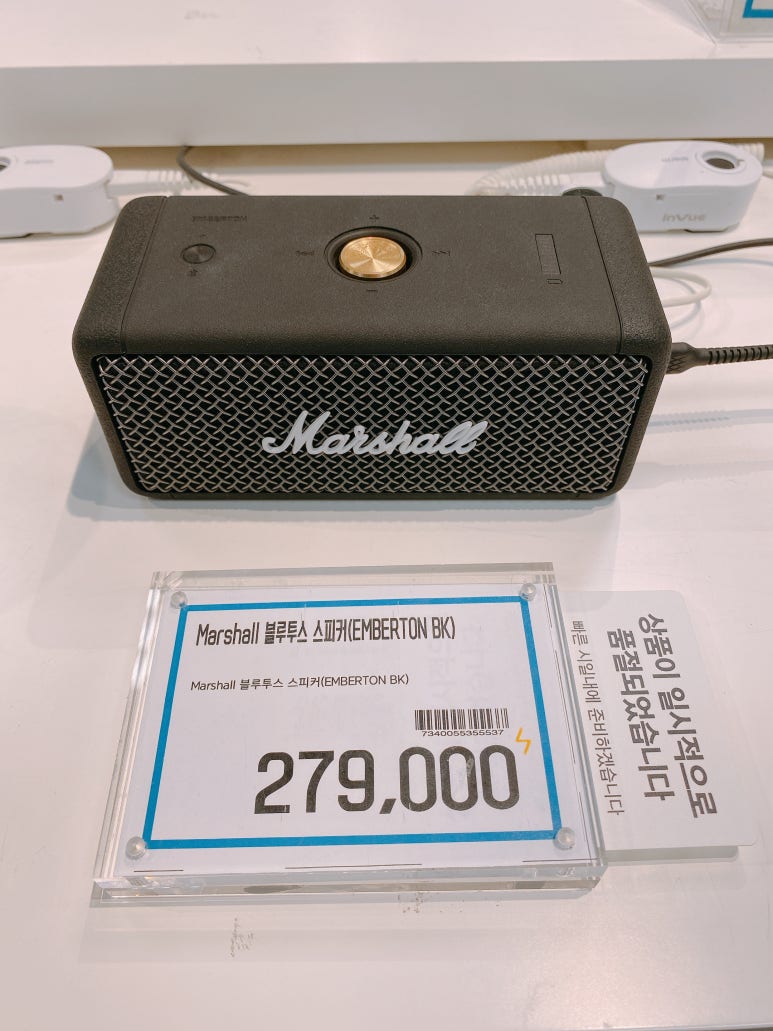 EMBERTON
Marshall
Marshall 블루투스 스피커(EMBERTON BK)
Marshall 블루투스 스피커(EMBERTON BK)
7340055355537
279,000
상품이 일시적으로
품절되었습니다
빠른 시일내에 준비하겠습니다
inVue